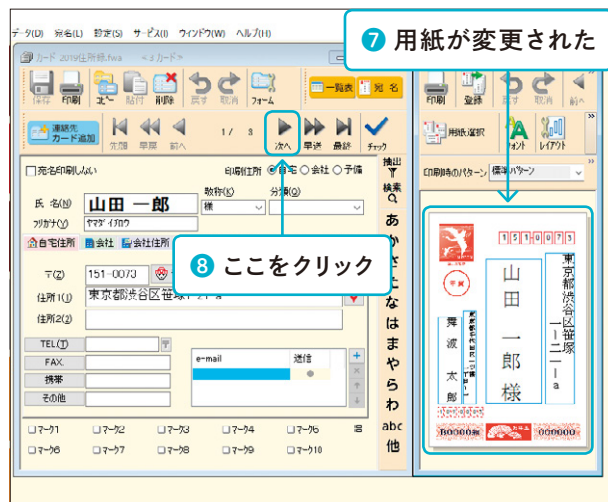 データ(D) 宛名(L) 設定(S) サービス(I) ウィンドウ(W) ヘルプ(H)
❼ 用紙が変更された
カード 2019住所録.fwa <3 カード>
保存 印刷 コピー 貼付 削除 戻す 取消 フォーム 一覧表 宛 名
印刷 登録 戻す 取消 前へ
連絡先
カード追加
先頭 早戻 前へ 1 / 3 次へ 早送 最終 チェック
用紙選択 フォント レイアウト
□宛名印刷しない 印刷住所 自宅 会社 予備
抽出
検索
印刷時のパターン 標準パターン
氏 名(N) 山田 一郎
敬称(K) 分類(Q)
様
フリガナ(Y) ヤマダ イチロウ
自宅住所 会社 会社住所
❽ ここをクリック
〒(Z) 151-0073
住所1(J) 東京都渋谷区笹塚
住所2(2)
TEL(T)
FAX.
携帯
その他
e-mail 送信
マーク1 マーク2 マーク3 マーク4 マーク5
マーク6 マーク7 マーク8 マーク9 マーク10
あ
か
さ
た
な
は
ま
や
ら
わ
abc
他
1510073
東京都渋谷区笹塚
一ー二一ーa
山田 一郎 様
舞波 太郎
年賀
B0000組 000000